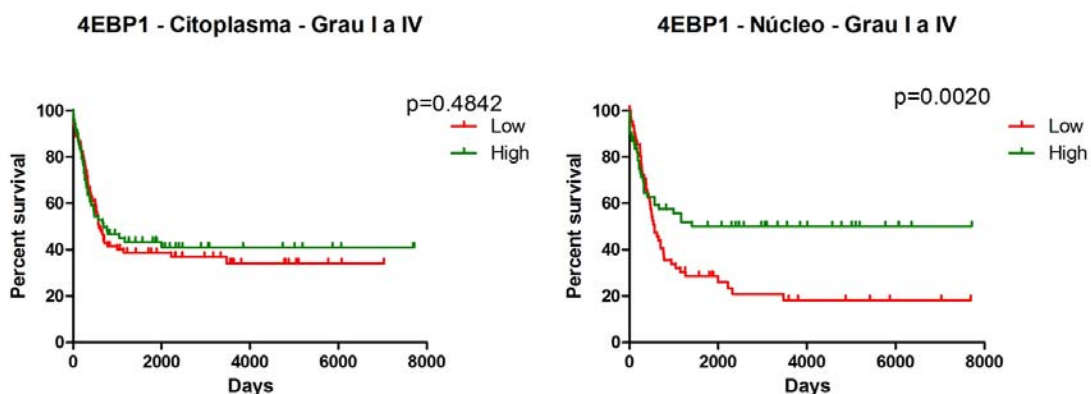 4EBP1 - Citoplasma - Grau I a IV
p=0.4842
Low
High
Percent survival
100
80
60
40
20
0
0 2000 4000 6000 8000
Days
4EBP1 - Núcleo - Grau I a IV
p=0.0020
Low
High
Percent survival
100
80
60
40
20
0
0 2000 4000 6000 8000
Days